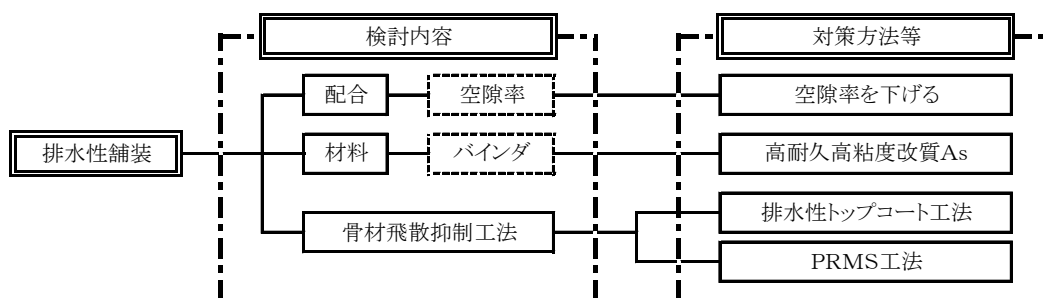 検討内容
対策方法等
配合
空隙率
空隙率を下げる
排水性舗装
材料
バインダ
高耐久高粘度改質As
骨材飛散抑制工法
排水性トップコート工法
PRMS工法